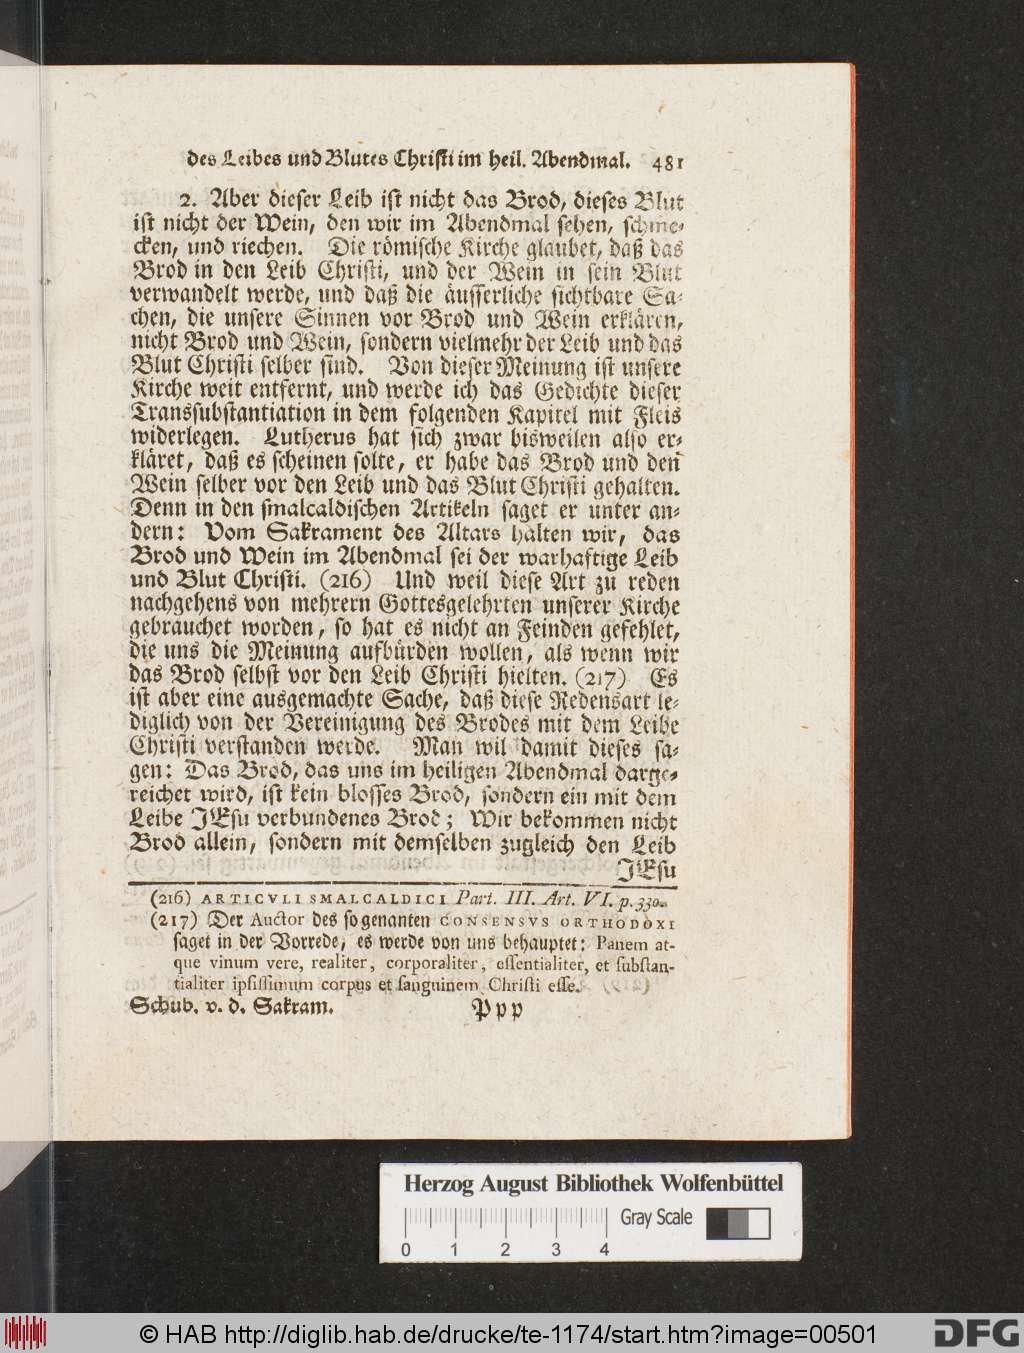 des Leibes und Blutes Christi im heil. Abendmal. 481
2. Aber dieser Leib ist nicht das Brod, dieses Blut
ist nicht der Wein, den wir im Abendmal sehen, schme-
cken, und riechen. Die römische Kirche glaubet, daß das
Brod in den Leib Christi, und der Wein in sein Blut
verwandelt werde, und daß die äusserliche sichtbare Sa-
chen, die unsere Sinnen vor Brod und Wein erklären,
nicht Brod und Wein, sondern vielmehr der Leib und das
Blut Christi selber sind. Von dieser Meinung ist unsere
Kirche weit entfernt, und werde ich das Gedichte dieser
Transsubstantiation in dem folgenden Kapitel mit Fleis
widerlegen. Lutherus hat sich zwar bisweilen also er-
kläret, daß es scheinen solte, er habe das Brod und den
Wein selber vor den Leib und das Blut Christi gehalten.
Denn in den smalcaldischen Artikeln saget er unter an-
dern: Vom Sakrament des Altars halten wir, das
Brod und Wein im Abendmal sei der warhaftige Leib
und Blut Christi. (216) Und weil diese Art zu reden
nachgehens von mehrern Gottesgelehrten unserer Kirche
gebrauchet worden, so hat es nicht an Feinden gefehlet,
die uns die Meinung aufbürden wollen, als wenn wir
das Brod selbst vor den Leib Christi hielten. (217) Es
ist aber eine ausgemachte Sache, daß diese Redensart le-
diglich von der Vereinigung des Brodes mit dem Leibe
Christi verstanden werde. Man wil damit dieses sa-
gen: Das Brod, das uns im heiligen Abendmal darge-
reichet wird, ist kein blosses Brod, sondern ein mit dem
Leibe JEsu verbundenes Brod; Wir bekommen nicht
Brod allein, sondern mit demselben zugleich den Leib
JEsu
(216) ARTICVLI SMALCALDICI Part. III. Art. VI. p. 330.
(217) Der Auctor des sogenanten CONSENSVS ORTHODOXI
saget in der Vorrede, es werde von uns behauptet: Panem at-
que vinum vere, realiter, corporaliter, essentialiter, et substan-
tialiter ipsissimum corpus et sanguinem Christi esse.
Schub. v. d. Sakram. Ppp
Herzog August Bibliothek Wolfenbüttel
Gray Scale
0 1 2 3 4
© HAB http://diglib.hab.de/drucke/te-1174/start.htm?image=00501
DFG